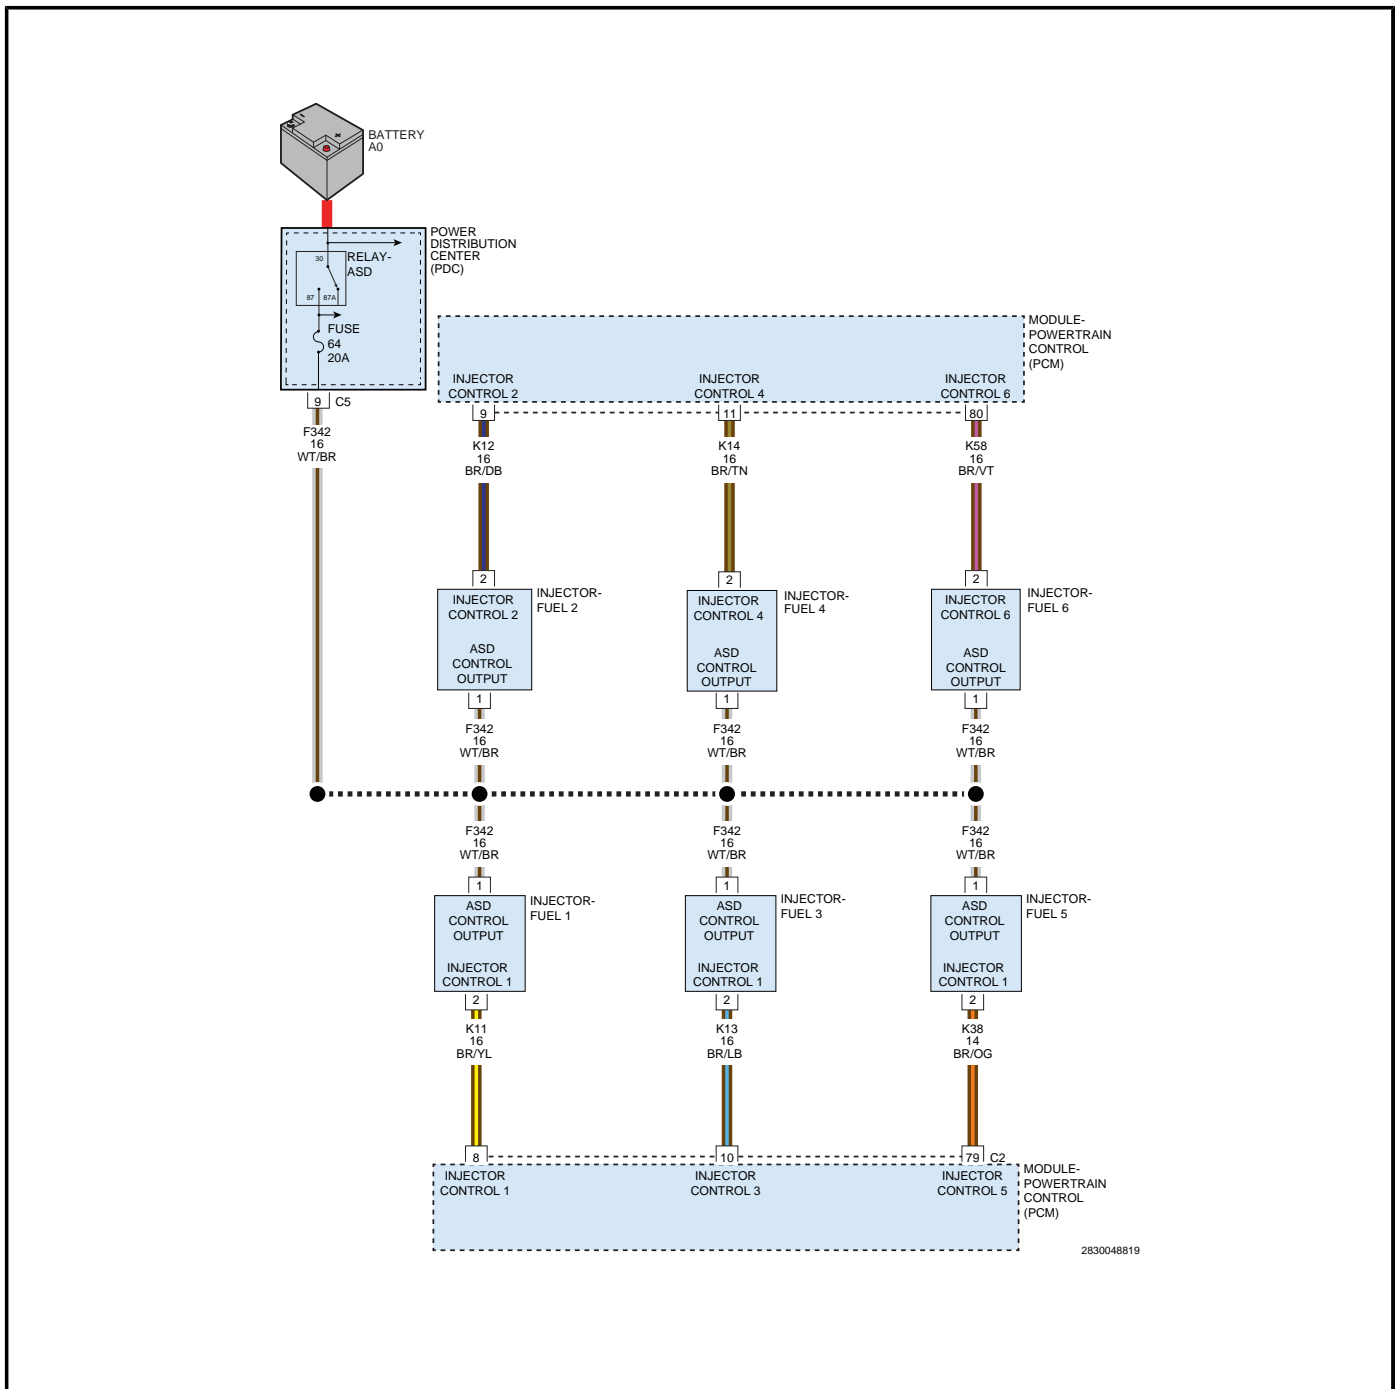 BATTERY
A0
POWER
DISTRIBUTION
CENTER
(PDC)
30
RELAY-
ASD
87 87A
FUSE
64
20A
9 C5
F342
16
WT/BR
MODULE-
POWERTRAIN
CONTROL
(PCM)
INJECTOR
CONTROL 2
INJECTOR
CONTROL 4
INJECTOR
CONTROL 6
9
11
80
K12
16
BR/DB
K14
16
BR/TN
K58
16
BR/VT
2
INJECTOR
CONTROL 2
ASD
CONTROL
OUTPUT
1
INJECTOR-
FUEL 2
2
INJECTOR
CONTROL 4
ASD
CONTROL
OUTPUT
1
INJECTOR-
FUEL 4
2
INJECTOR
CONTROL 6
ASD
CONTROL
OUTPUT
1
INJECTOR-
FUEL 6
F342
16
WT/BR
F342
16
WT/BR
F342
16
WT/BR
F342
16
WT/BR
F342
16
WT/BR
F342
16
WT/BR
1
ASD
CONTROL
OUTPUT
INJECTOR
CONTROL 1
2
INJECTOR-
FUEL 1
1
ASD
CONTROL
OUTPUT
INJECTOR
CONTROL 1
2
INJECTOR-
FUEL 3
1
ASD
CONTROL
OUTPUT
INJECTOR
CONTROL 1
2
INJECTOR-
FUEL 5
K11
16
BR/YL
K13
16
BR/LB
K38
14
BR/OG
8
10
79 C2
INJECTOR
CONTROL 1
INJECTOR
CONTROL 3
INJECTOR
CONTROL 5
MODULE-
POWERTRAIN
CONTROL
(PCM)
2830048819